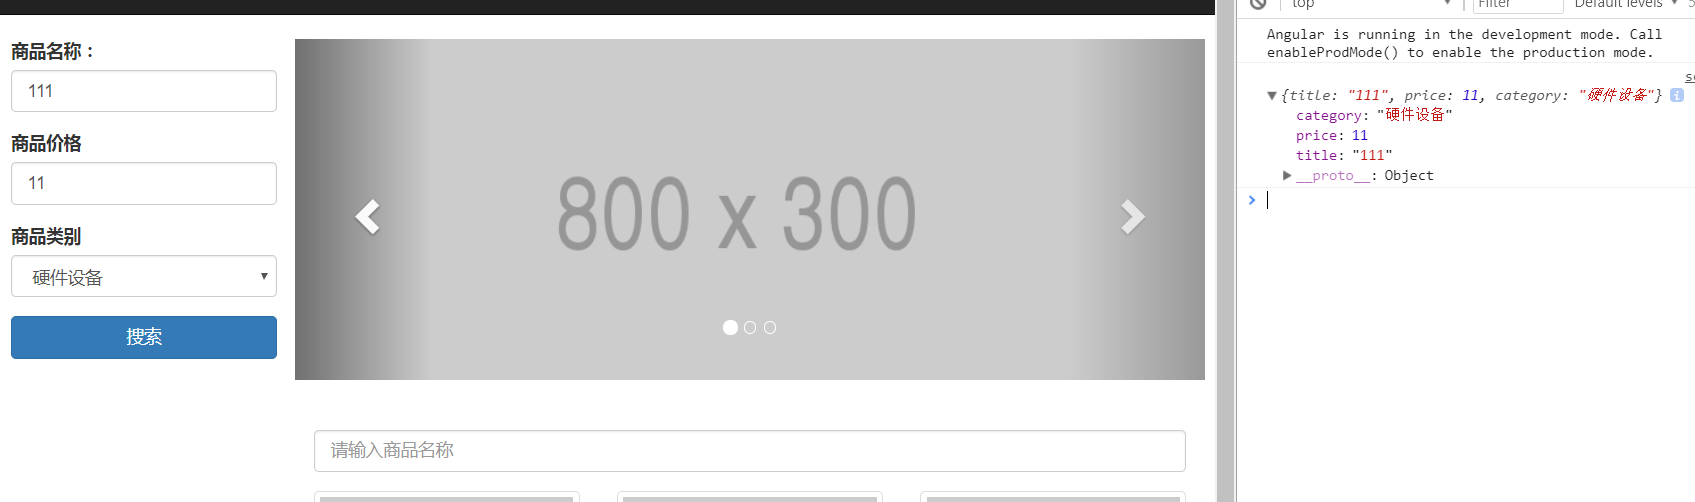 商品名称：
111
商品价格
11
商品类别
硬件设备
搜索
800 x 300
请输入商品名称
top
Filter
Default levels
Angular is running in the development mode. Call
enableProdMode() to enable the production mode.
{title: "111", price: 11, category: "硬件设备"}
category: "硬件设备"
price: 11
title: "111"
__proto__: Object